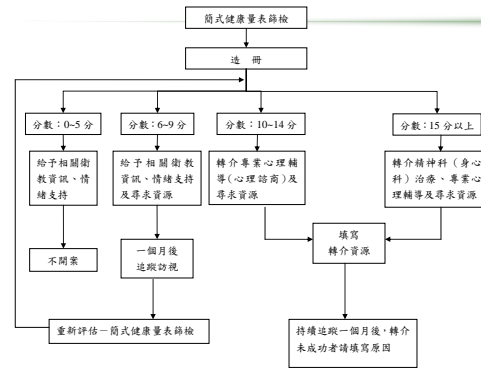 簡式健康量表篩檢
造 冊
分數：0~5 分
分數：6~9 分
分數：10~14 分
分數：15 分以上
給予相關衛
教資訊、情
緒支持
給予相關衛教
資訊、情緒支持
及尋求資源
轉介專業心理輔
導(心理諮商)及
尋求資源
轉介精神科（身心
科）治療、專業心
理輔導及尋求資源
不開案
一個月後
追蹤訪視
填寫
轉介資源
重新評估－簡式健康量表篩檢
持續追蹤一個月後，轉介
未成功者請填寫原因